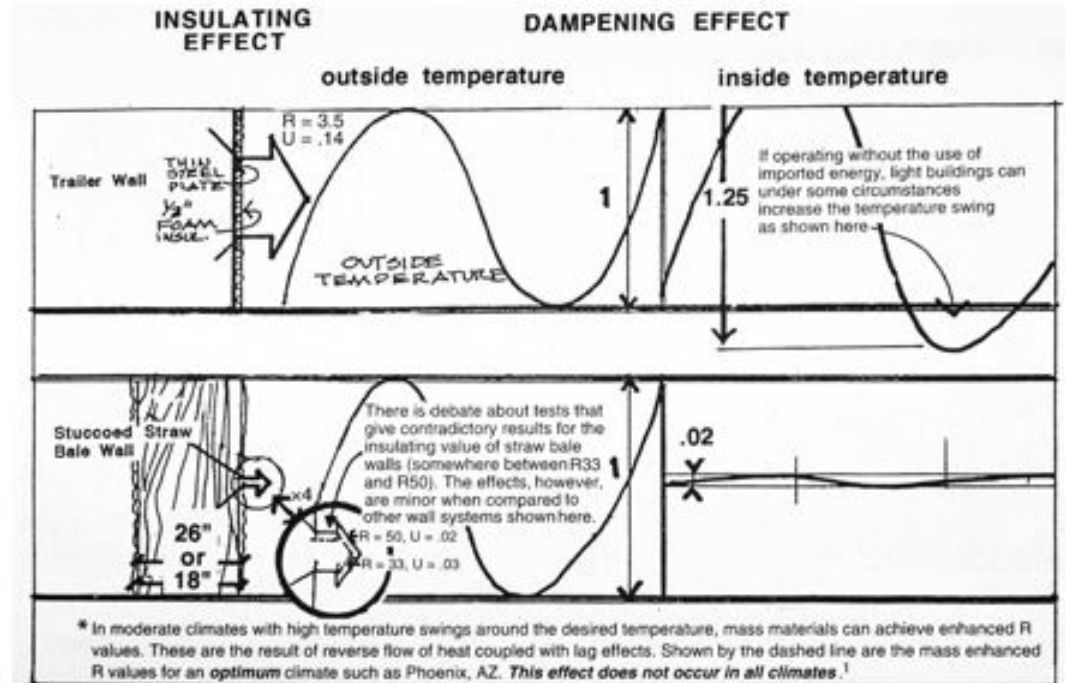 INSULATING
EFFECT
DAMPENING EFFECT
outside temperature
inside temperature
R = 3.5
U = .14
Trailer Wall
THIN
STEEL
PLATE
1/2"
FOAM
INSUL.
OUTSIDE
TEMPERATURE
1
1.25
If operating without the use of
imported energy, light buildings can
under some circumstances
increase the temperature swing
as shown here
Stuccoed Straw
Bale Wall
26"
or
18"
×4
There is debate about tests that
give contradictory results for the
insulating value of straw bale
walls (somewhere between R33
and R50). The effects, however,
are minor when compared to
other wall systems shown here.
R = 50, U = .02
R = 33, U = .03
1
.02
* In moderate climates with high temperature swings around the desired temperature, mass materials can achieve enhanced R
values. These are the result of reverse flow of heat coupled with lag effects. Shown by the dashed line are the mass enhanced
R values for an optimum climate such as Phoenix, AZ. This effect does not occur in all climates.¹